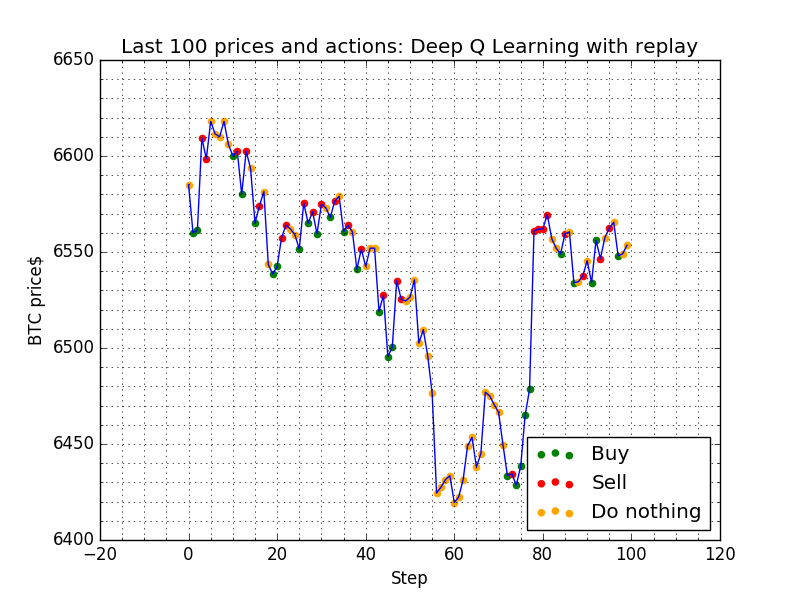 Last 100 prices and actions: Deep Q Learning with replay
6650
6600
6550
6500
6450
6400
BTC price$
−20
0
20
40
60
80
100
120
Step
Buy
Sell
Do nothing